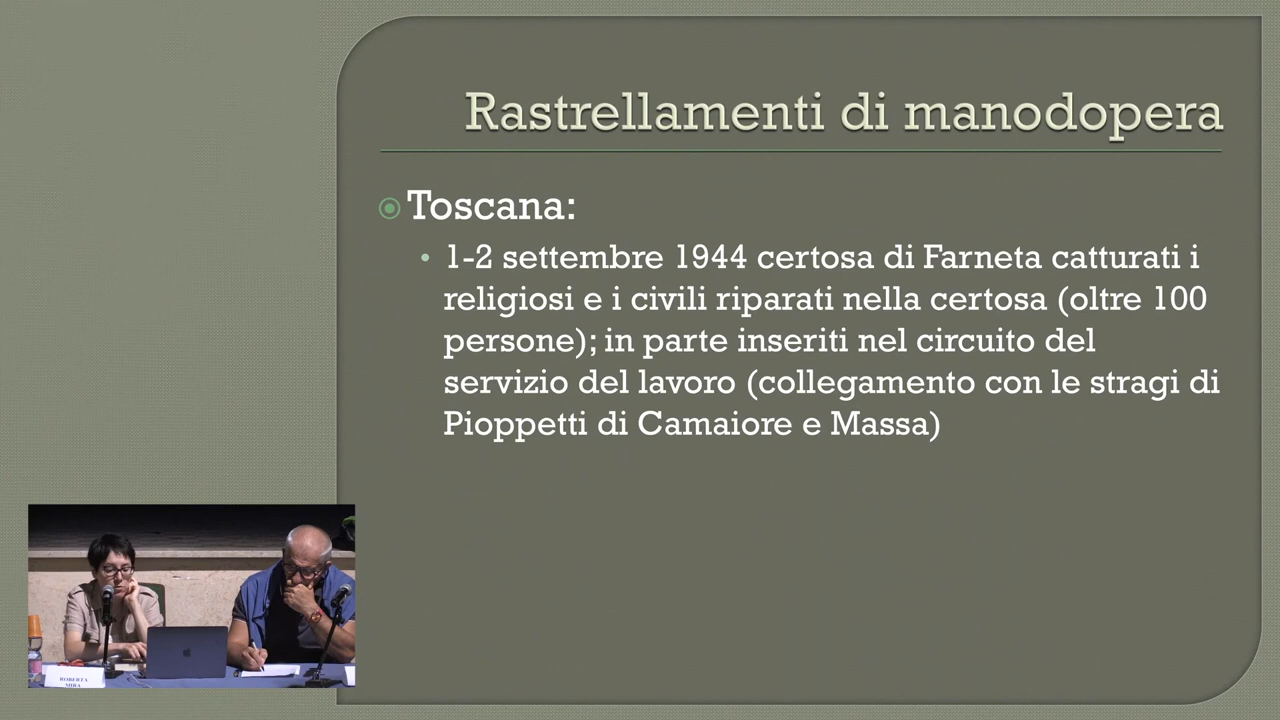 Rastrellamenti di manodopera
Toscana:
1-2 settembre 1944 certosa di Farneta catturati i
religiosi e i civili riparati nella certosa (oltre 100
persone); in parte inseriti nel circuito del
servizio del lavoro (collegamento con le stragi di
Pioppetti di Camaiore e Massa)
ROBERTA
MIRA